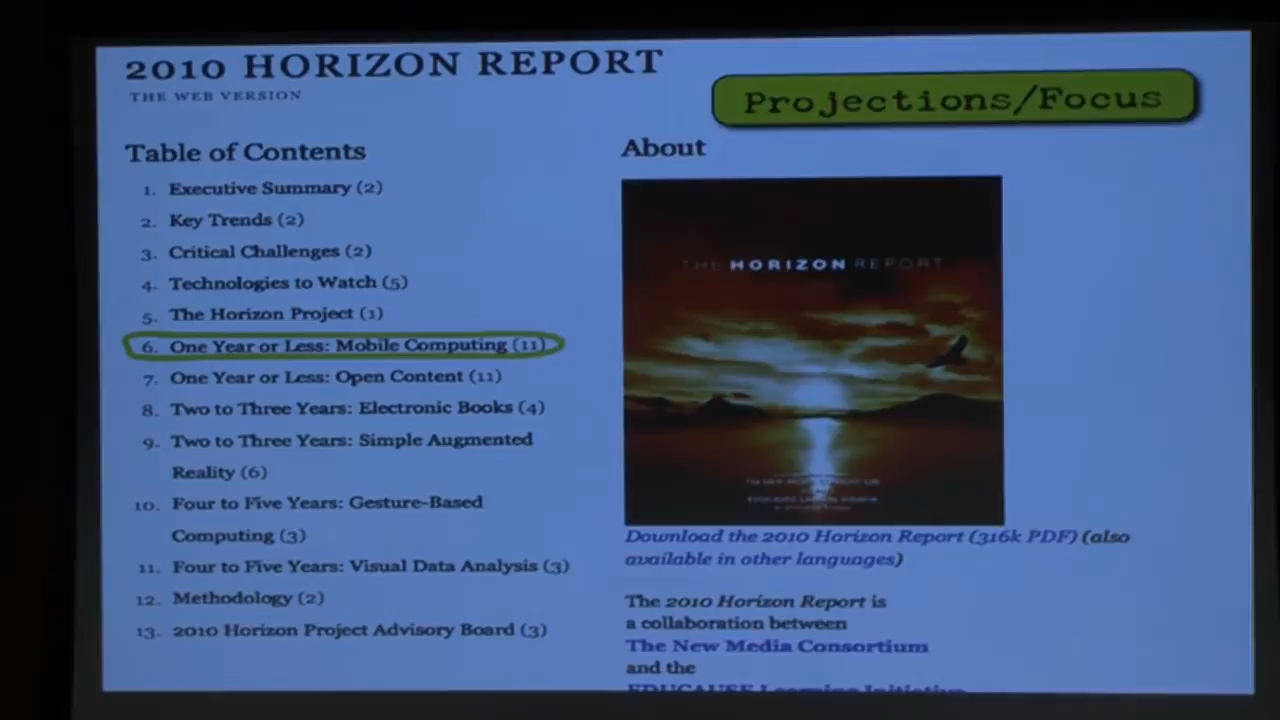 2010 HORIZON REPORT
THE WEB VERSION
Projections/Focus
Table of Contents
1. Executive Summary (2)
2. Key Trends (2)
3. Critical Challenges (2)
4. Technologies to Watch (5)
5. The Horizon Project (1)
6. One Year or Less: Mobile Computing (11)
7. One Year or Less: Open Content (11)
8. Two to Three Years: Electronic Books (4)
9. Two to Three Years: Simple Augmented
Reality (6)
10. Four to Five Years: Gesture-Based
Computing (3)
11. Four to Five Years: Visual Data Analysis (3)
12. Methodology (2)
13. 2010 Horizon Project Advisory Board (3)
About
THE HORIZON REPORT
Download the 2010 Horizon Report (316k PDF) (also
available in other languages)
The 2010 Horizon Report is
a collaboration between
The New Media Consortium
and the
EDUCAUSE Learning Initiative